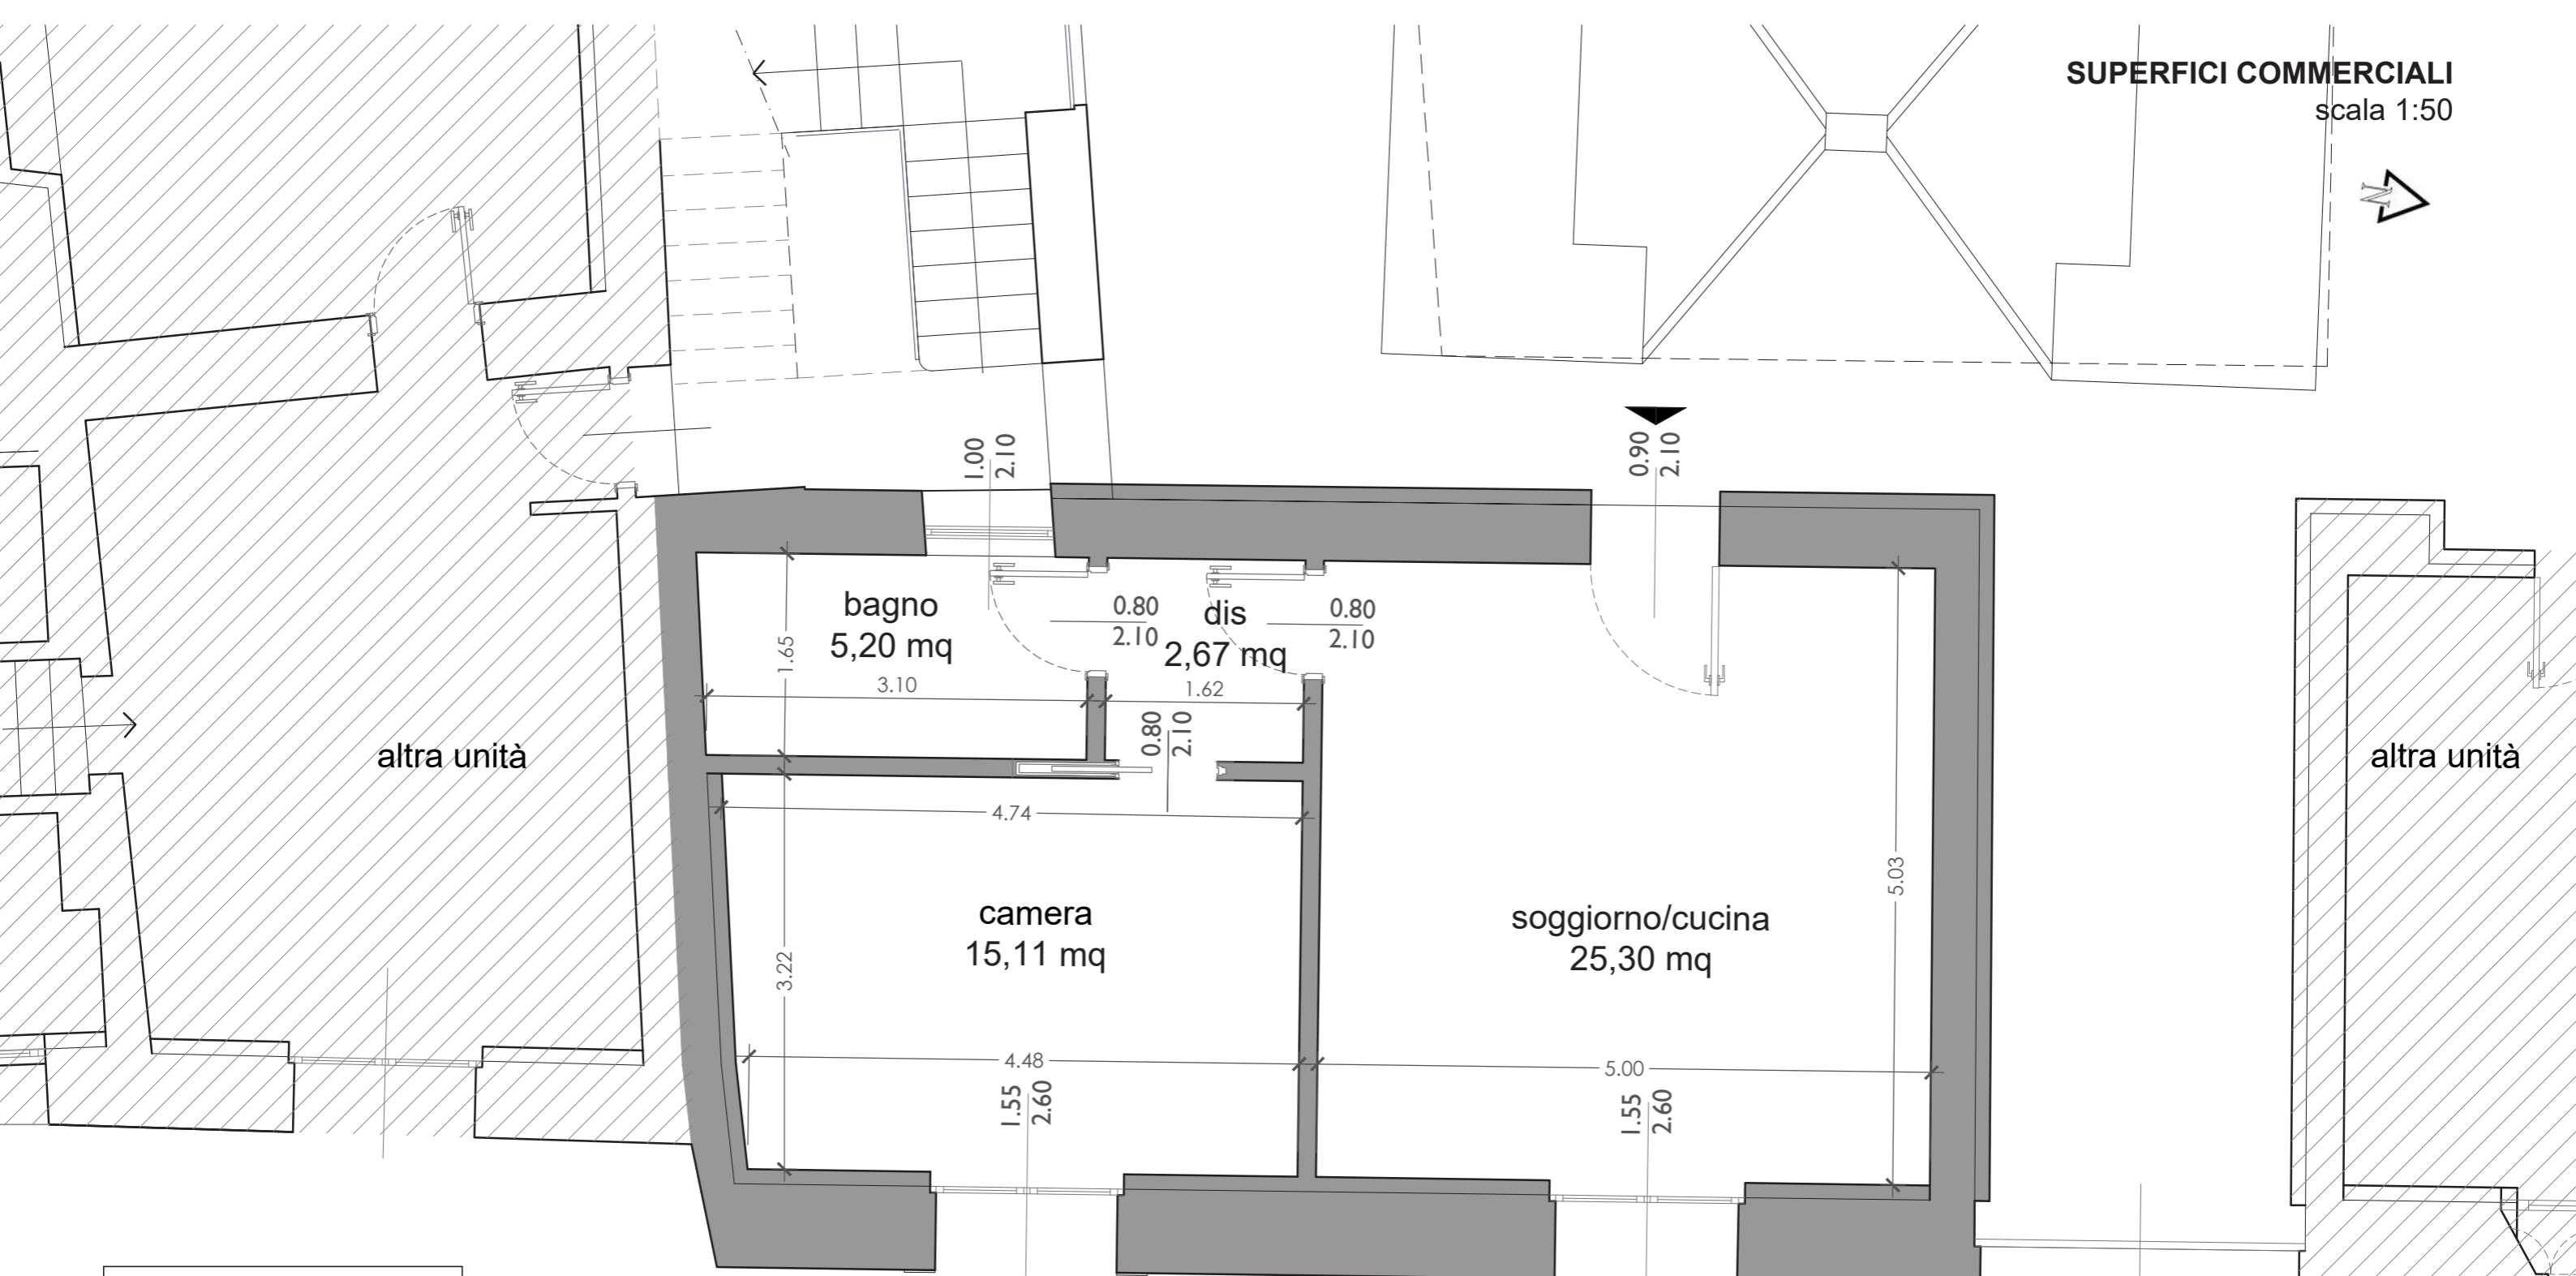 SUPERFICI COMMERCIALI
scala 1:50
N
1.00
2.10
0.90
2.10
bagno
5,20 mq
0.80
2.10
dis
2,67 mq
0.80
2.10
1.65
3.10
1.62
0.80
2.10
altra unità
altra unità
4.74
5.03
camera
15,11 mq
soggiorno/cucina
25,30 mq
3.22
4.48
5.00
1.55
2.60
1.55
2.60